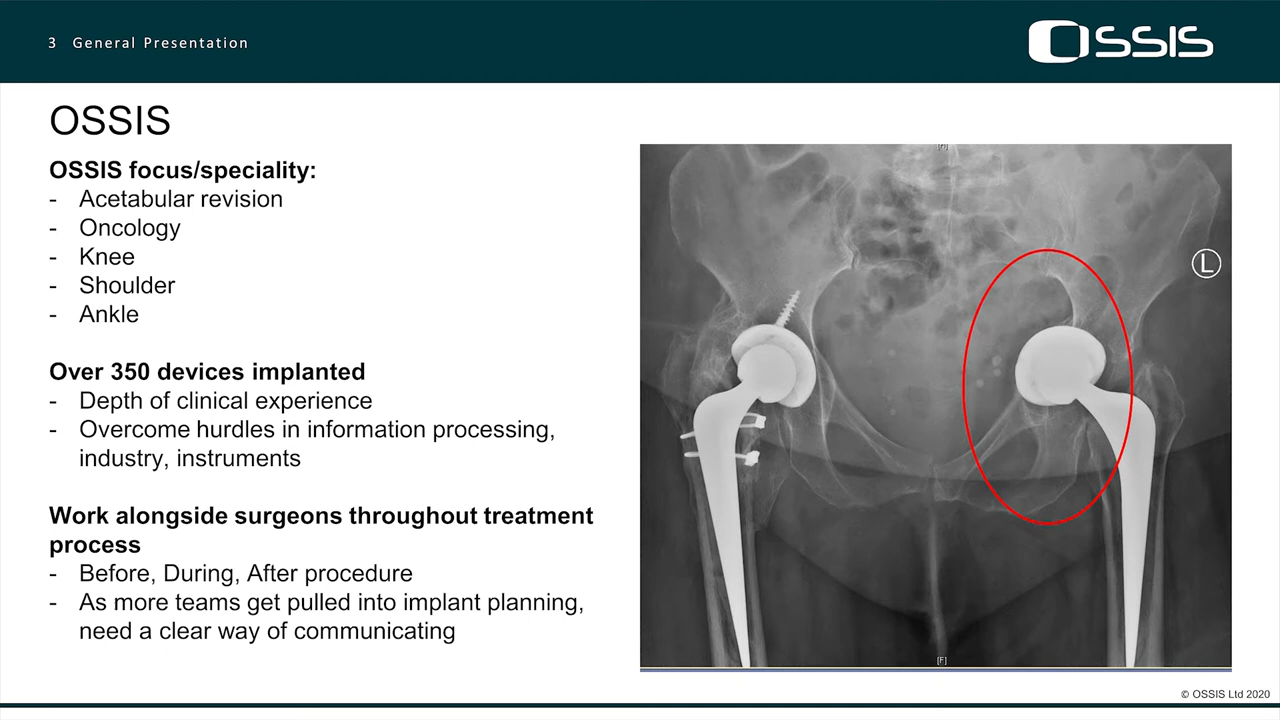 3 General Presentation
OSSIS
OSSIS
OSSIS focus/speciality:
- Acetabular revision
- Oncology
- Knee
- Shoulder
- Ankle
Over 350 devices implanted
- Depth of clinical experience
- Overcome hurdles in information processing,
industry, instruments
Work alongside surgeons throughout treatment
process
- Before, During, After procedure
- As more teams get pulled into implant planning,
need a clear way of communicating
[H]
L
[F]
© OSSIS Ltd 2020